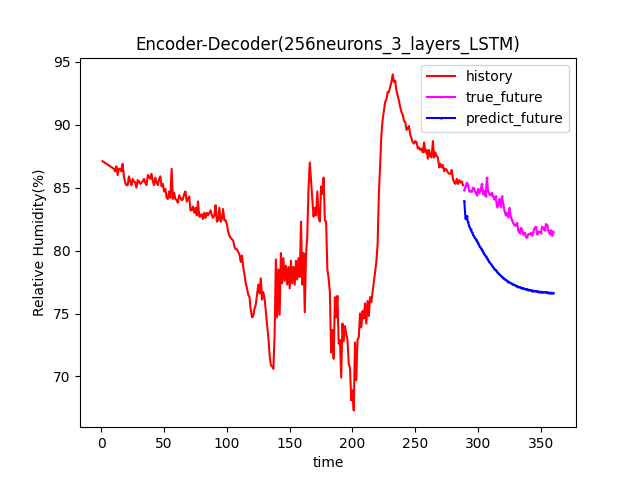 Encoder-Decoder(256neurons_3_layers_LSTM)
history
true_future
predict_future
Relative Humidity(%)
95
90
85
80
75
70
0 50 100 150 200 250 300 350
time